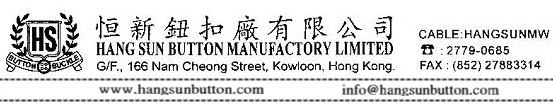 HS
BUTTON BUCKLE
恒新鈕扣廠有限公司
HANG SUN BUTTON MANUFACTORY LIMITED
G/F., 166 Nam Cheong Street, Kowloon, Hong Kong.
CABLE:HANGSUNMW
☎ : 2779-0685
FAX : (852) 27883314
www.hangsunbutton.com info@hangsunbutton.com